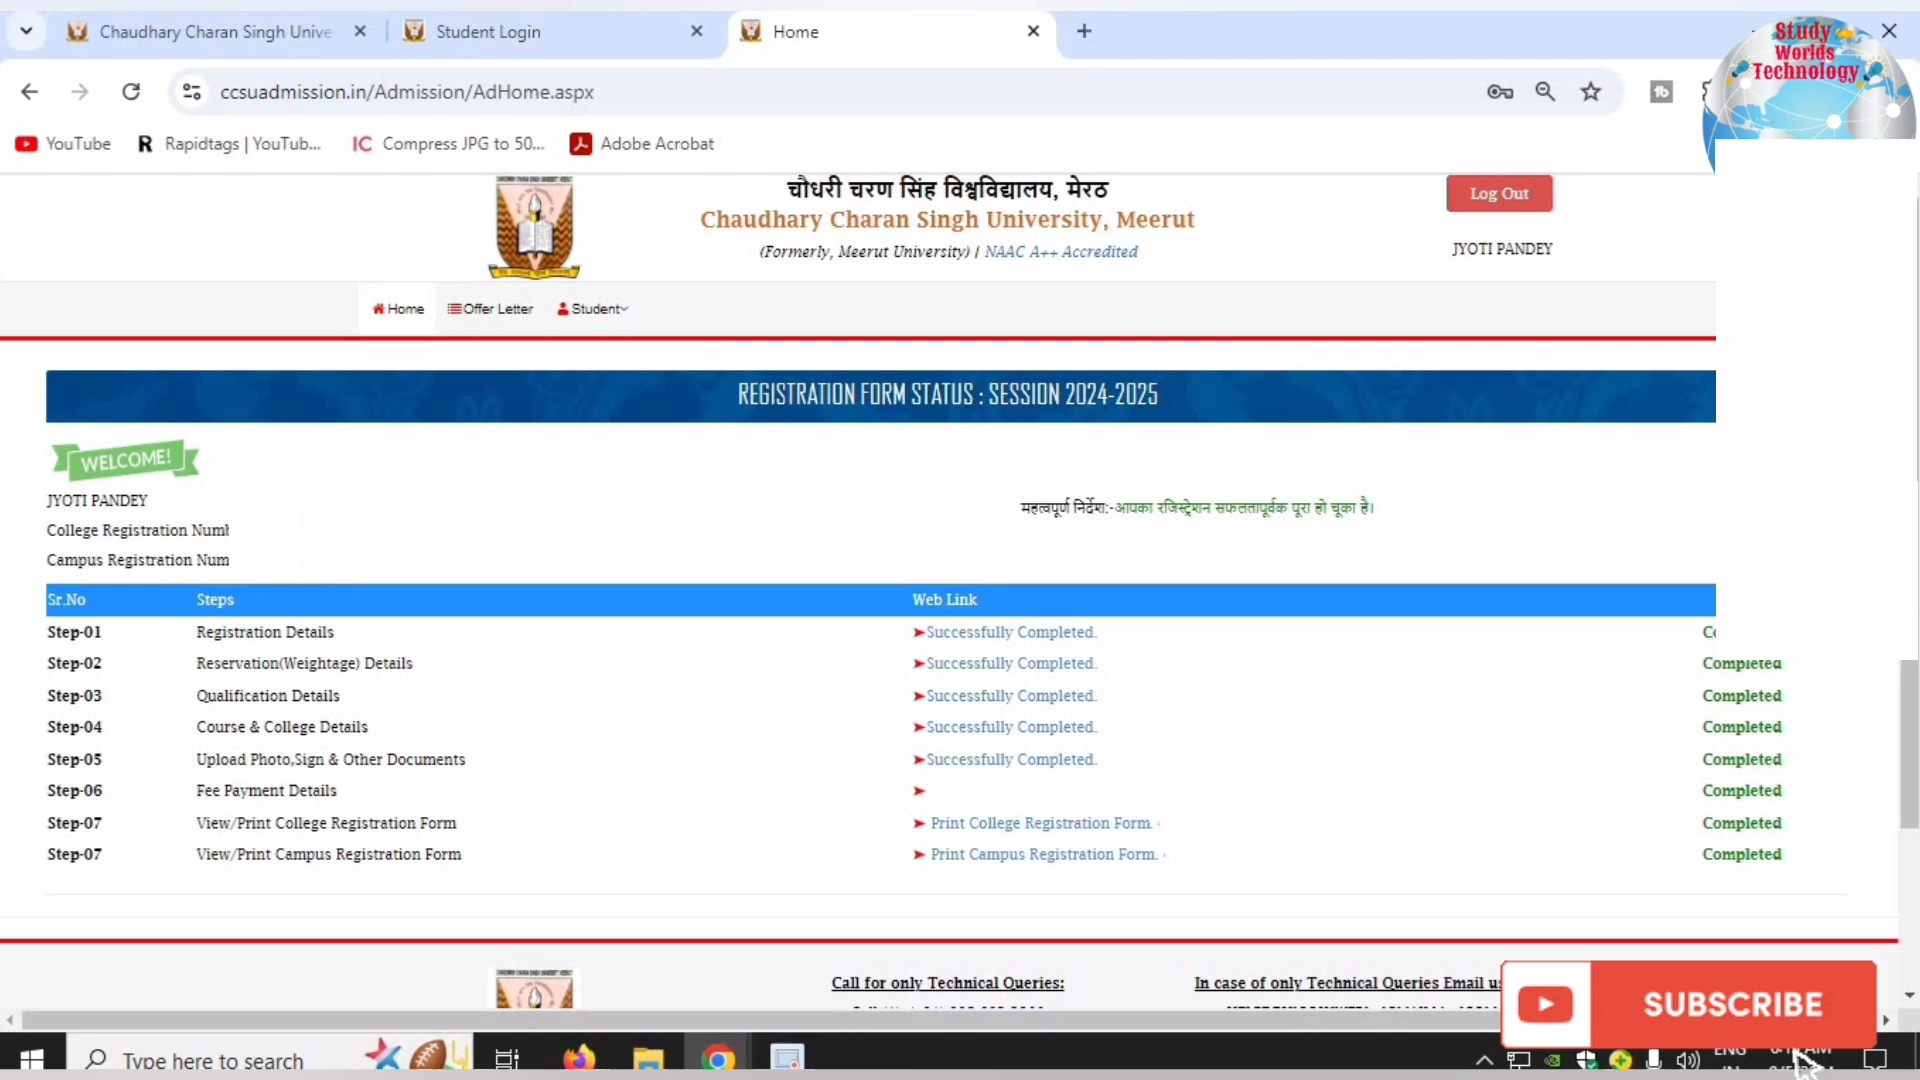 Chaudhary Charan Singh Unive
Student Login
Home
Study
Worlds
Technology
ccsuadmission.in/Admission/AdHome.aspx
YouTube
Rapidtags | YouTub...
IC Compress JPG to 50...
Adobe Acrobat
चौधरी चरण सिंह विश्वविद्यालय, मेरठ
Chaudhary Charan Singh University, Meerut
(Formerly, Meerut University) | NAAC A++ Accredited
Log Out
JYOTI PANDEY
Home Offer Letter Student
REGISTRATION FORM STATUS : SESSION 2024-2025
WELCOME!
JYOTI PANDEY
महत्वपूर्ण निर्देश:-आपका रजिस्ट्रेशन सफलतापूर्वक पूरा हो चूका है।
College Registration Numb
Campus Registration Num
Sr.No Steps Web Link
Step-01 Registration Details ➤Successfully Completed.
Step-02 Reservation(Weightage) Details ➤Successfully Completed. Completed
Step-03 Qualification Details ➤Successfully Completed. Completed
Step-04 Course & College Details ➤Successfully Completed. Completed
Step-05 Upload Photo,Sign & Other Documents ➤Successfully Completed. Completed
Step-06 Fee Payment Details ➤ Completed
Step-07 View/Print College Registration Form ➤ Print College Registration Form. Completed
Step-07 View/Print Campus Registration Form ➤ Print Campus Registration Form. Completed
Call for only Technical Queries:
In case of only Technical Queries Email us
SUBSCRIBE
Type here to search
ENG